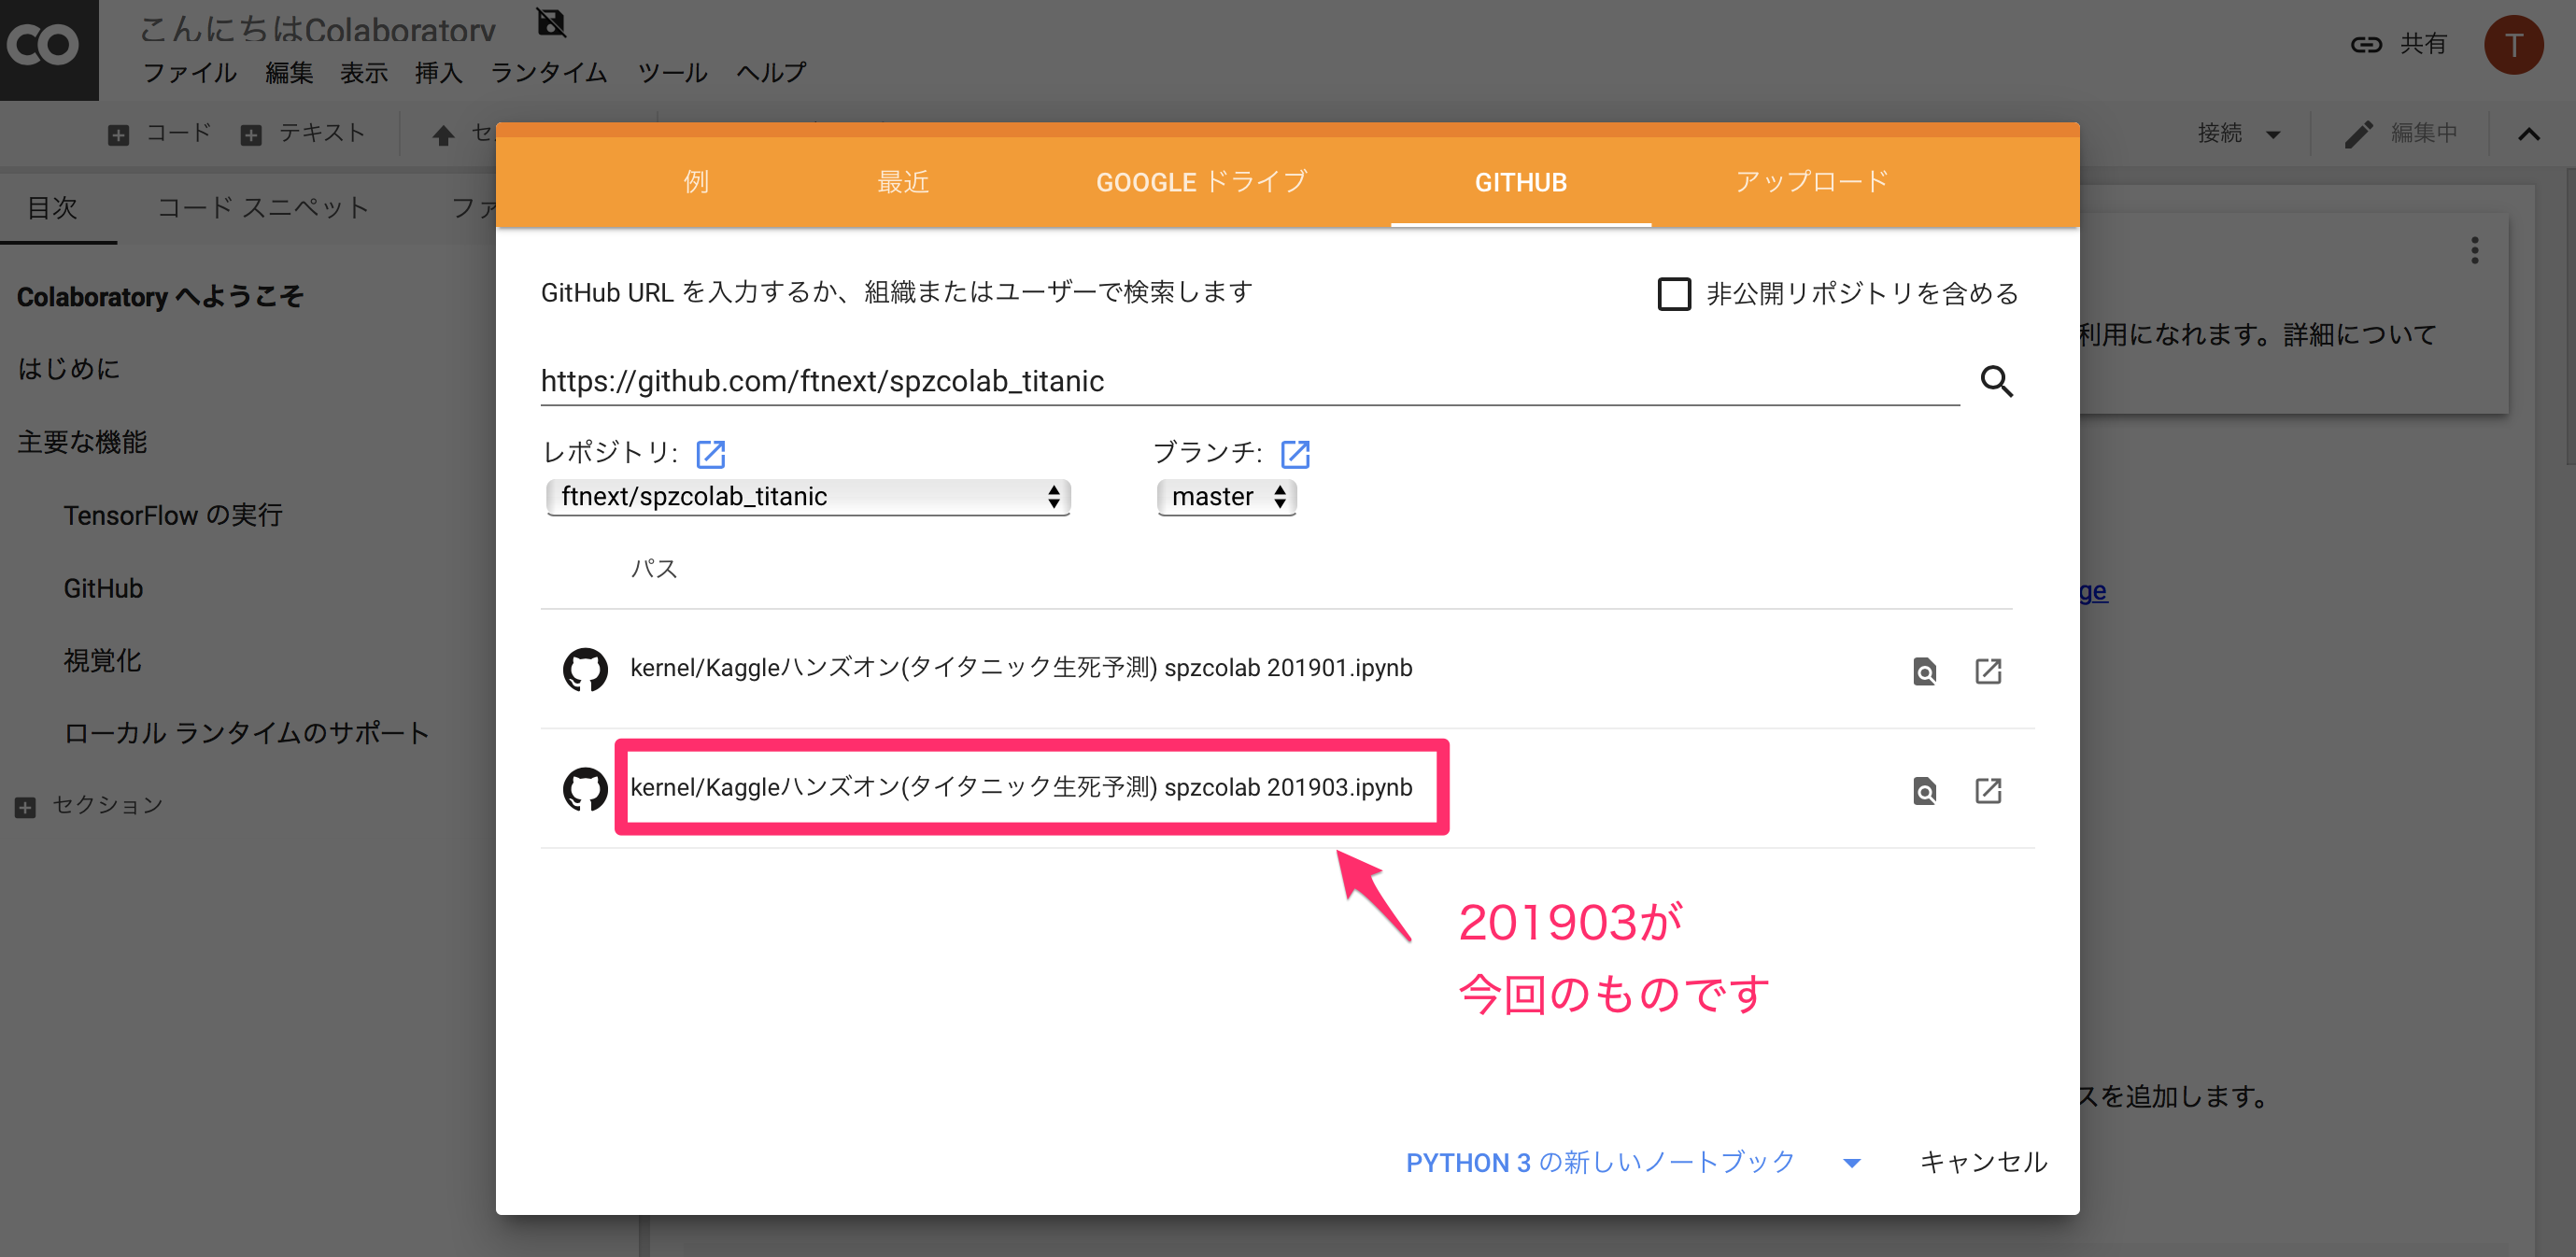 こんにちはColaboratory
共有
T
ファイル 編集 表示 挿入 ランタイム ツール ヘルプ
コード テキスト セ
接続 編集中
例 最近 GOOGLE ドライブ GITHUB アップロード
目次 コード スニペット ファ
GitHub URL を入力するか、組織またはユーザーで検索します
非公開リポジトリを含める
Colaboratory へようこそ
利用になれます。詳細について
はじめに
https://github.com/ftnext/spzcolab_titanic
主要な機能
レポジトリ: ブランチ:
ftnext/spzcolab_titanic master
TensorFlow の実行
パス
GitHub
ge
視覚化
kernel/Kaggleハンズオン(タイタニック生死予測) spzcolab 201901.ipynb
ローカル ランタイムのサポート
kernel/Kaggleハンズオン(タイタニック生死予測) spzcolab 201903.ipynb
セクション
201903が
今回のものです
スを追加します。
PYTHON 3 の新しいノートブック キャンセル